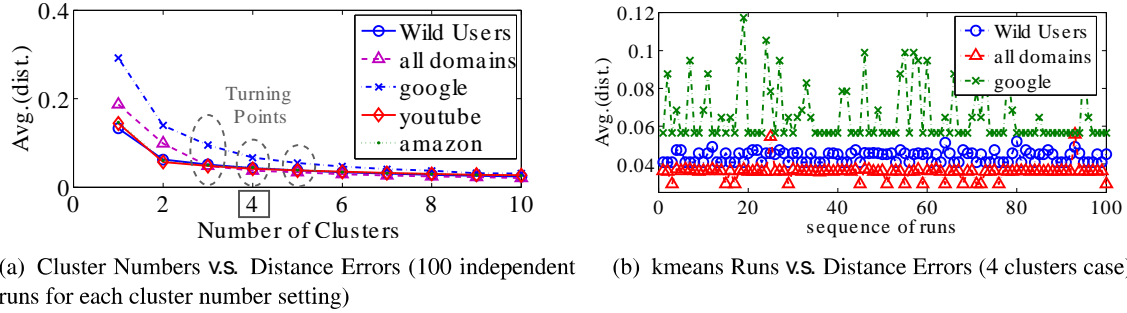 0.4
0.2
0
Avg.(dist.)
Wild Users
all domains
google
youtube
amazon
Turning
Points
0 2 4 6 8 10
Number of Clusters
0.12
0.1
0.08
0.06
0.04
Avg.(dist.)
Wild Users
all domains
google
0 20 40 60 80 100
sequence of runs
a) Cluster Numbers v.s. Distance Errors (100 independent
runs for each cluster number setting)
(b) kmeans Runs v.s. Distance Errors (4 clusters case)